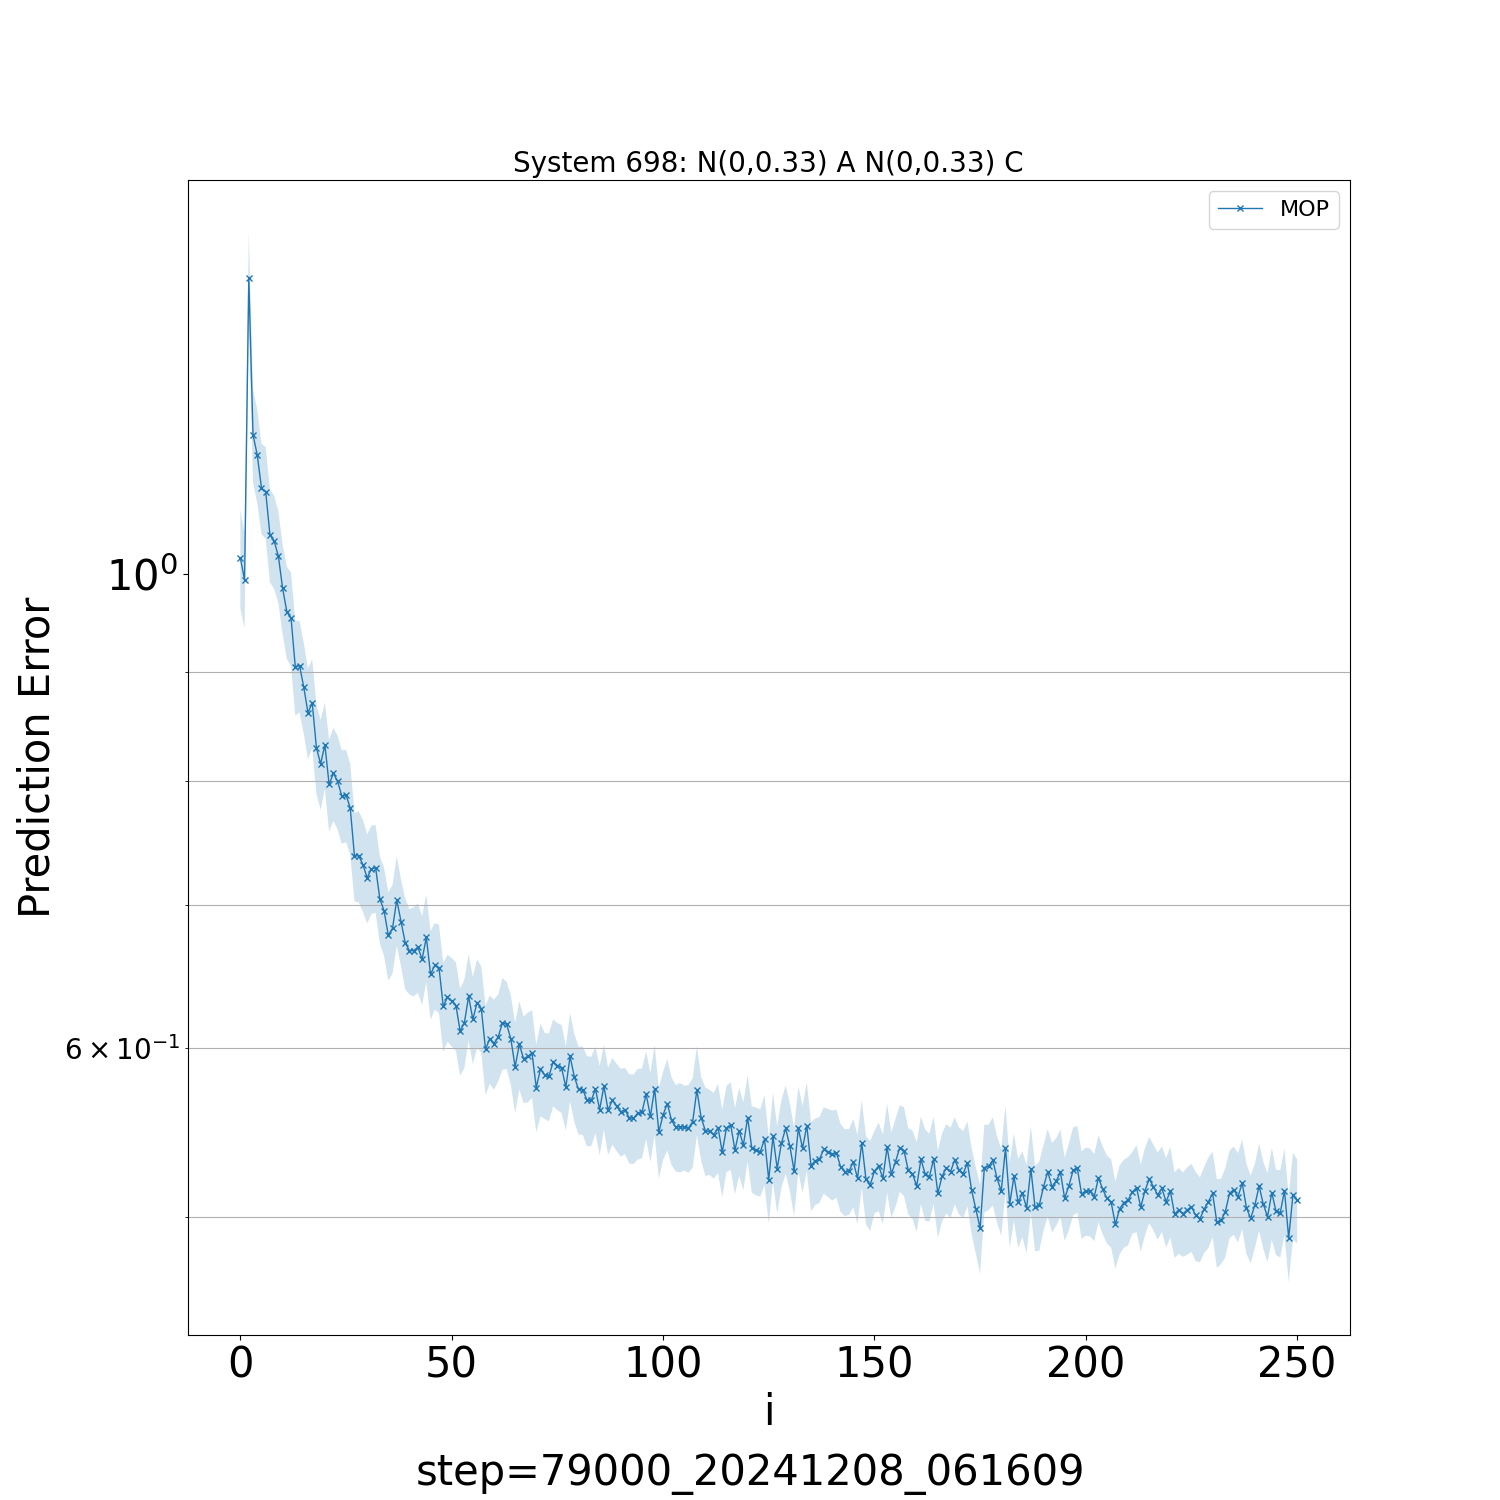 System 698: N(0,0.33) A N(0,0.33) C
MOP
10⁰
6 × 10⁻¹
Prediction Error
0 50 100 150 200 250
i
step=79000_20241208_061609